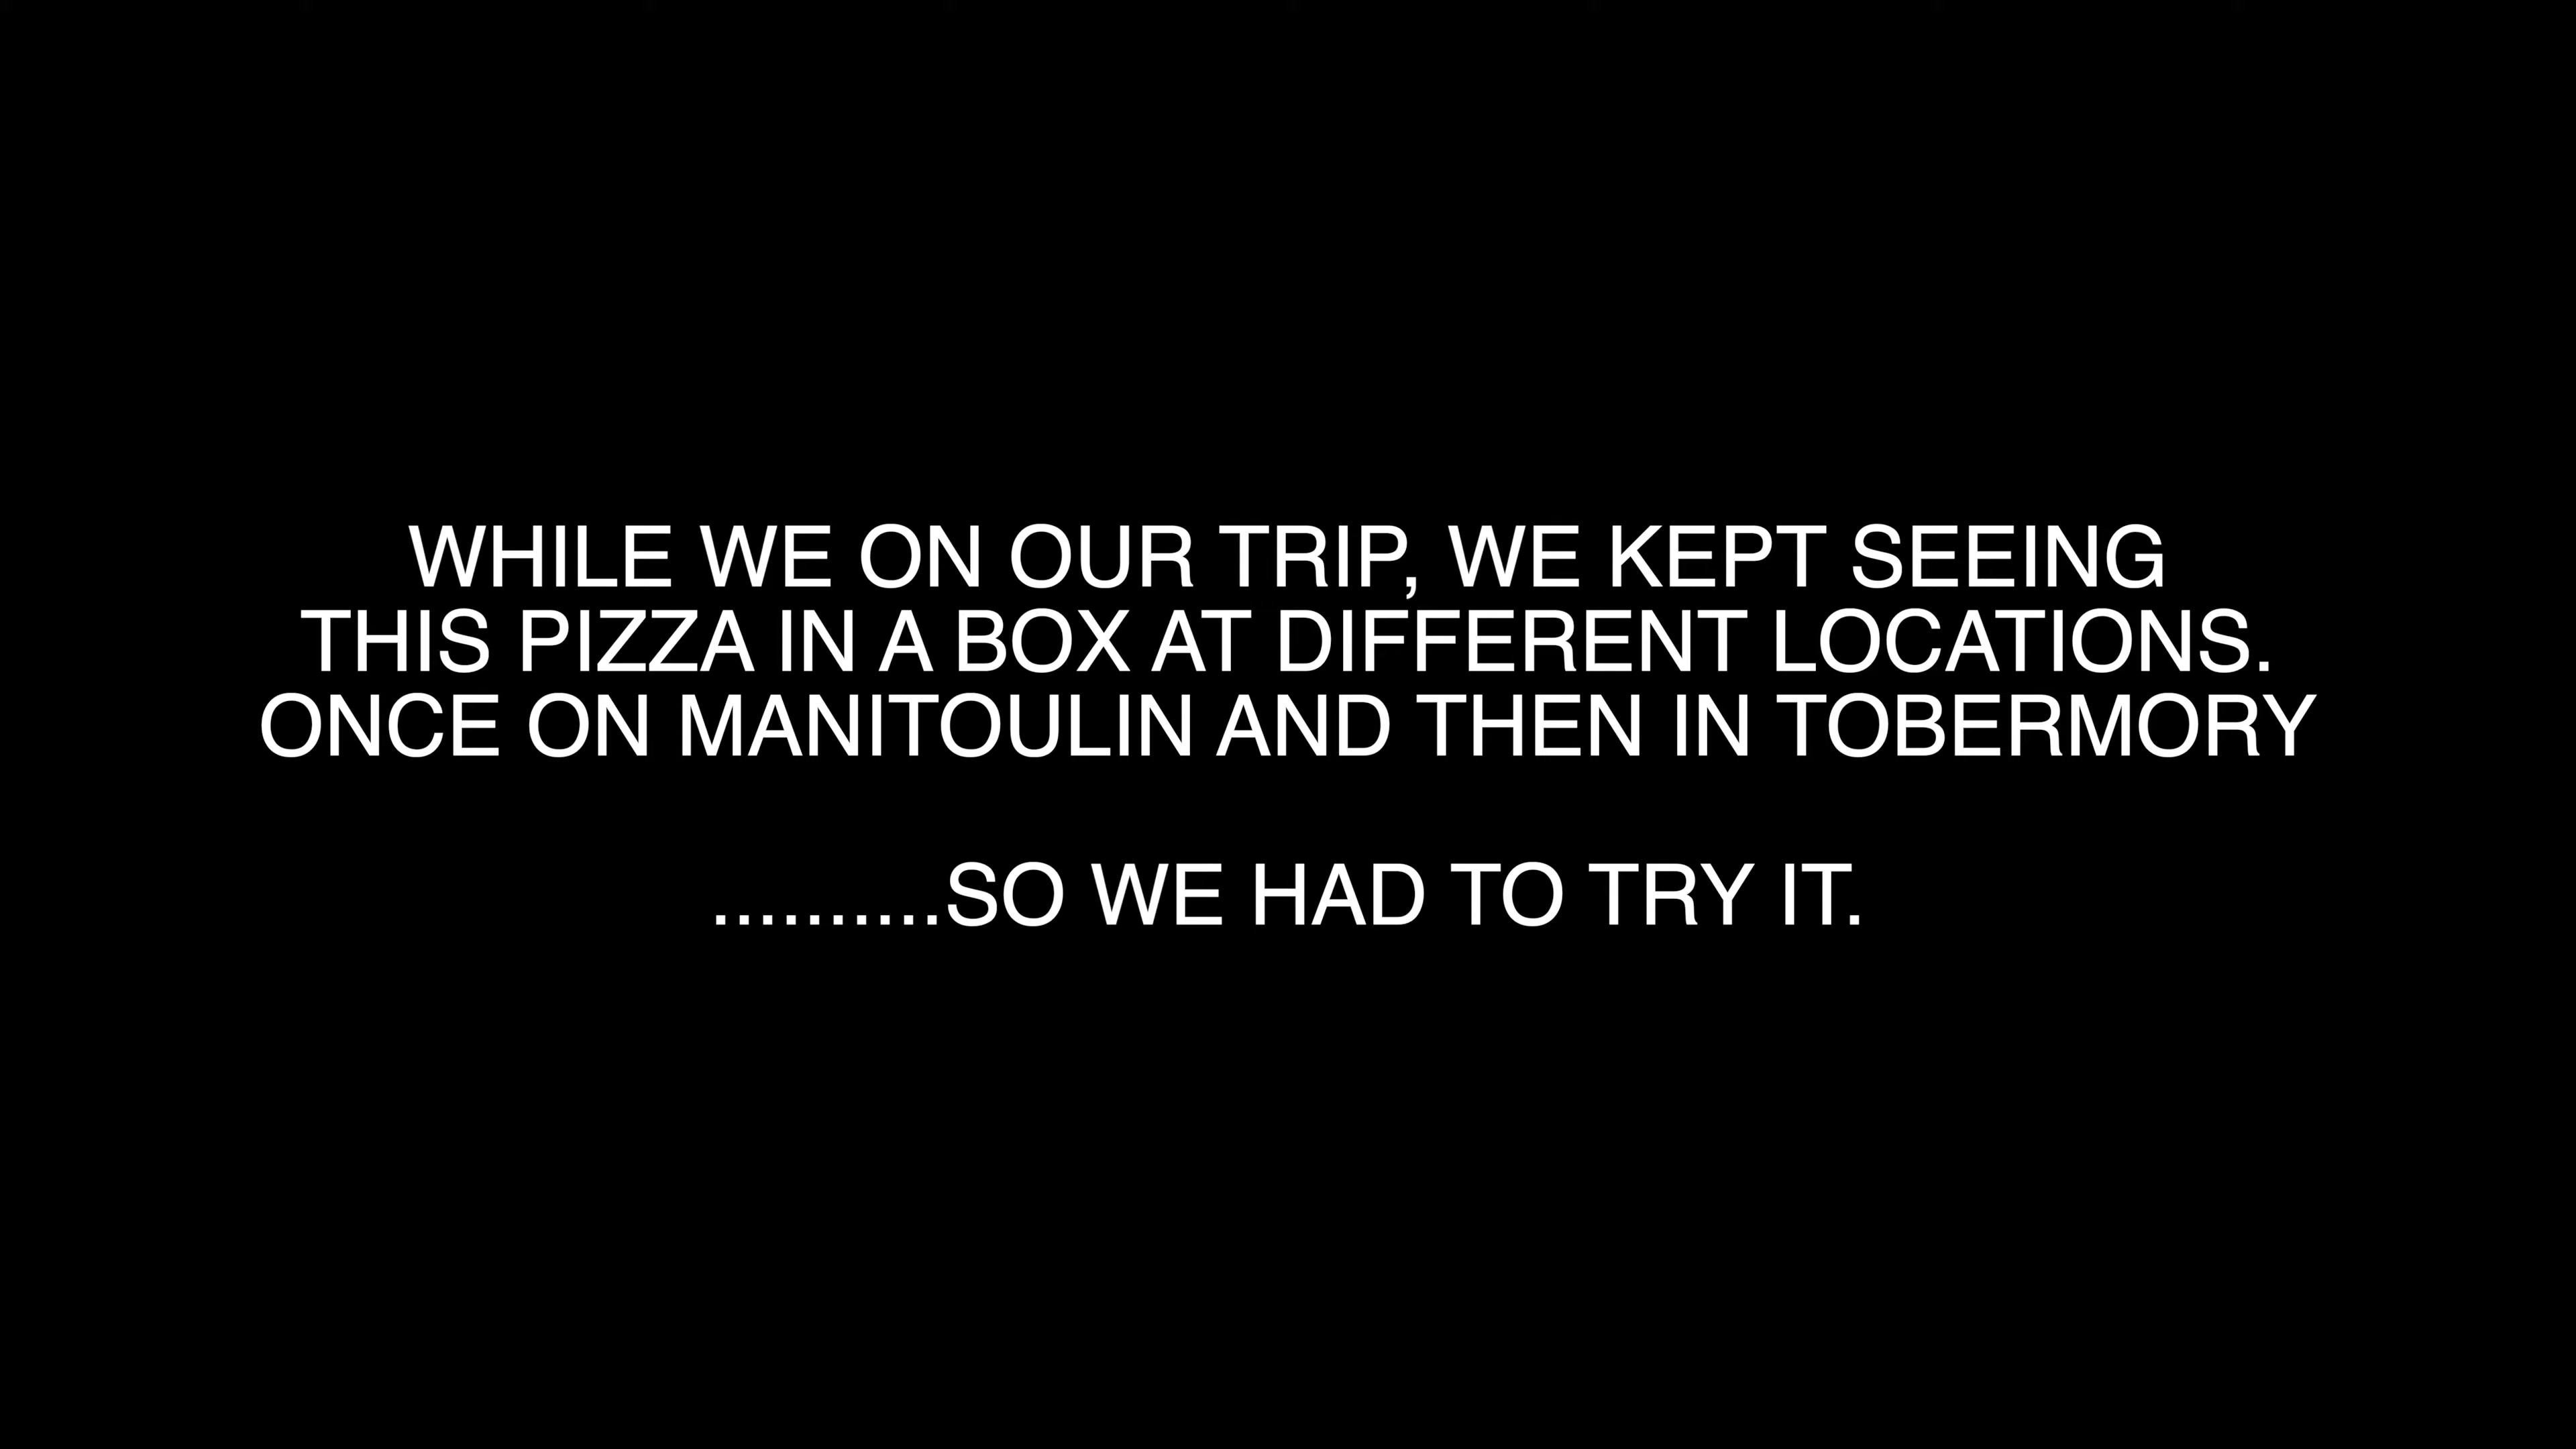 WHILE WE ON OUR TRIP, WE KEPT SEEING
THIS PIZZA IN A BOX AT DIFFERENT LOCATIONS.
ONCE ON MANITOULIN AND THEN IN TOBERMORY
..........SO WE HAD TO TRY IT.